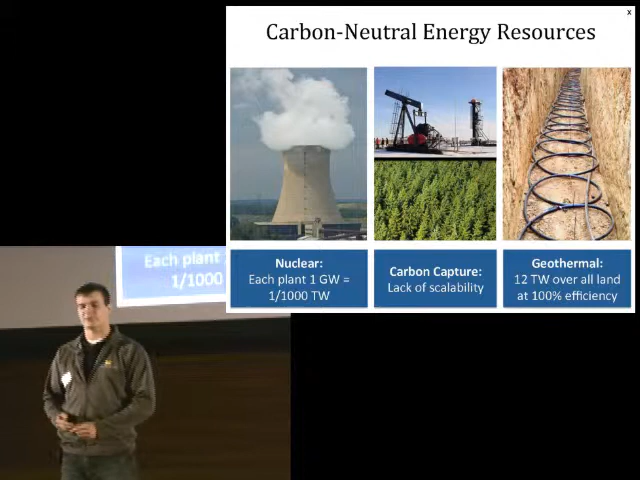 x
Carbon-Neutral Energy Resources
Nuclear:
Each plant 1 GW =
1/1000 TW
Carbon Capture:
Lack of scalability
Geothermal:
12 TW over all land
at 100% efficiency
Each plant
1/1000